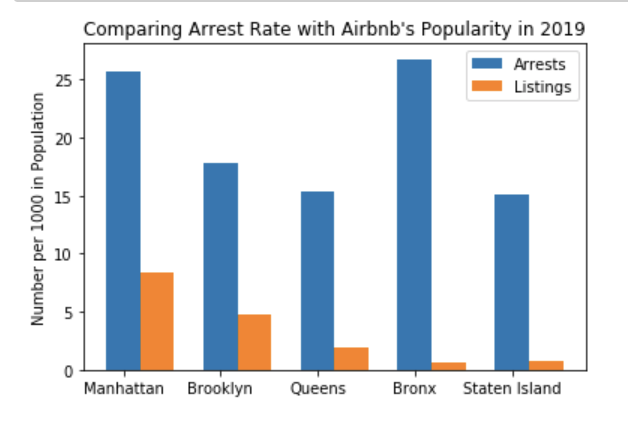 Comparing Arrest Rate with Airbnb's Popularity in 2019
Arrests
Listings
Number per 1000 in Population
25
20
15
10
5
0
Manhattan Brooklyn Queens Bronx Staten Island